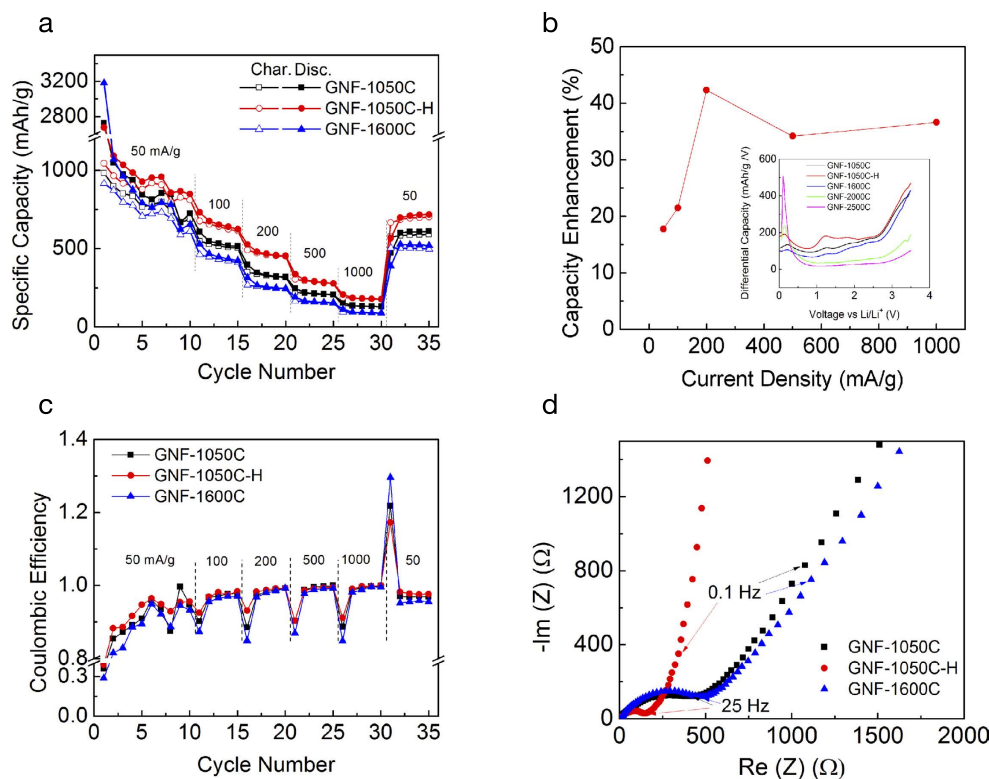 a
Specific Capacity (mAh/g)
3200
2800
1000
500
0
0 5 10 15 20 25 30 35
Cycle Number
Char. Disc.
GNF-1050C
GNF-1050C-H
GNF-1600C
50 mA/g
100
200
500
1000
50
b
Capacity Enhancement (%)
50
40
30
20
10
0
0 200 400 600 800 1000
Current Density (mA/g)
Differential Capacity (mAh/g /V)
600
400
200
0
0 1 2 3 4
Voltage vs Li/Li⁺ (V)
GNF-1050C
GNF-1050C-H
GNF-1600C
GNF-2000C
GNF-2500C
c
Coulombic Efficiency
1.4
1.2
1.0
0.8
0.3
0.0
0 5 10 15 20 25 30 35
Cycle Number
GNF-1050C
GNF-1050C-H
GNF-1600C
50 mA/g
100
200
500
1000
50
d
-Im (Z) (Ω)
1200
800
400
0
0 500 1000 1500 2000
Re (Z) (Ω)
0.1 Hz
25 Hz
GNF-1050C
GNF-1050C-H
GNF-1600C